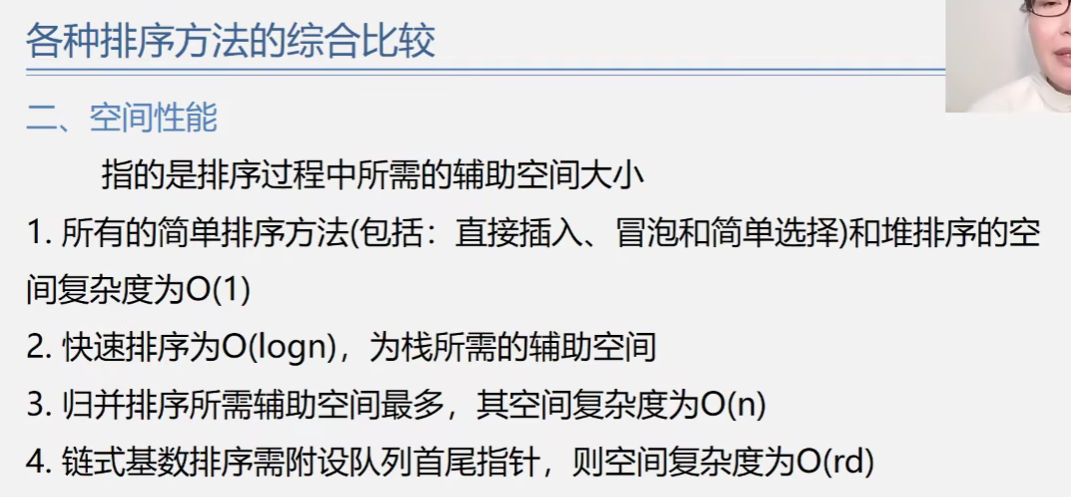 各种排序方法的综合比较
二、空间性能
指的是排序过程中所需的辅助空间大小
1. 所有的简单排序方法(包括：直接插入、冒泡和简单选择)和堆排序的空
间复杂度为O(1)
2. 快速排序为O(logn)，为栈所需的辅助空间
3. 归并排序所需辅助空间最多，其空间复杂度为O(n)
4. 链式基数排序需附设队列首尾指针，则空间复杂度为O(rd)